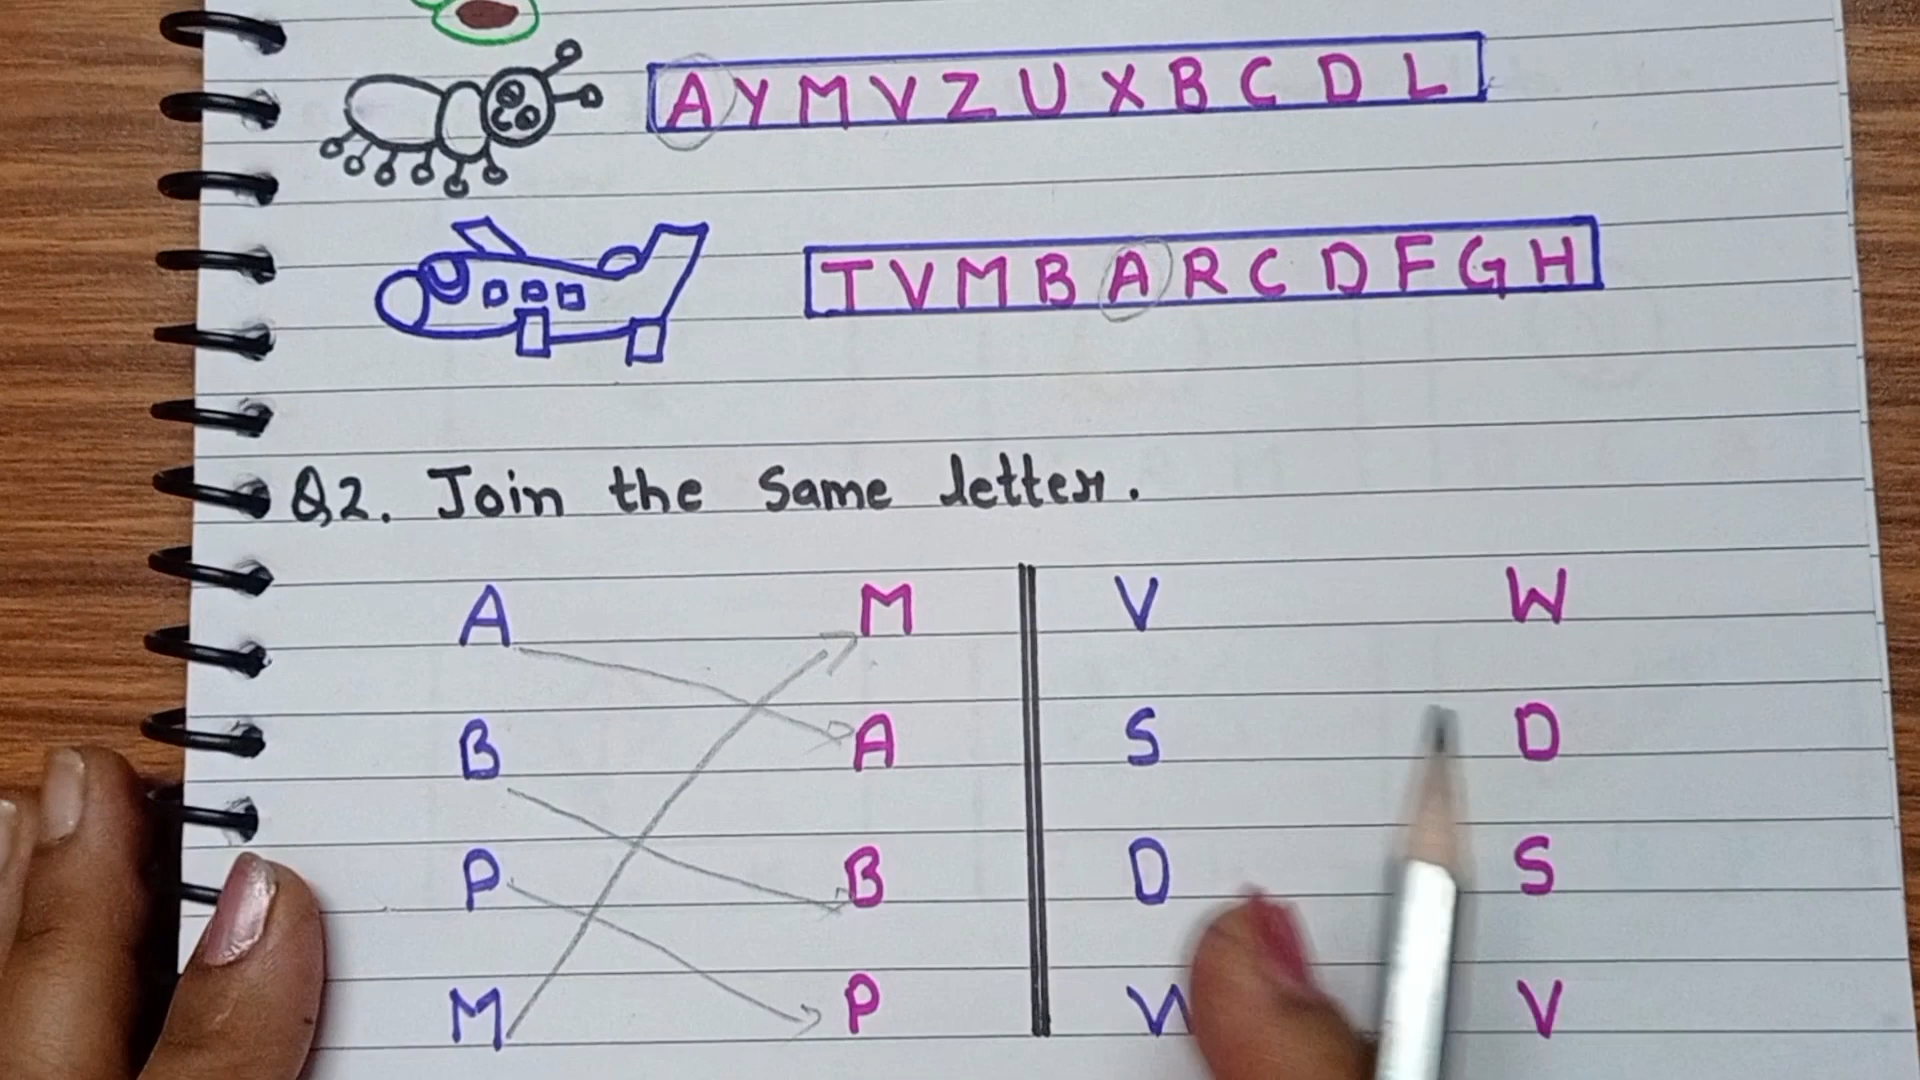 A Y M V Z U X B C D L
T V M B A R C D F G H
Q2. Join the Same letter.
A M V W
B A S D
P B D S
M P W V